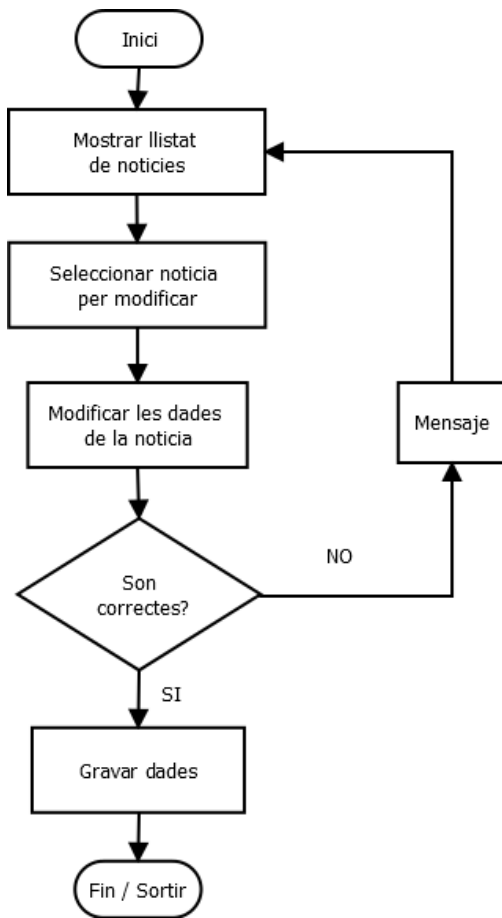 Inici
Mostrar llistat
de noticies
Seleccionar noticia
per modificar
Modificar les dades
de la noticia
Mensaje
NO
Son
correctes?
SI
Gravar dades
Fin / Sortir